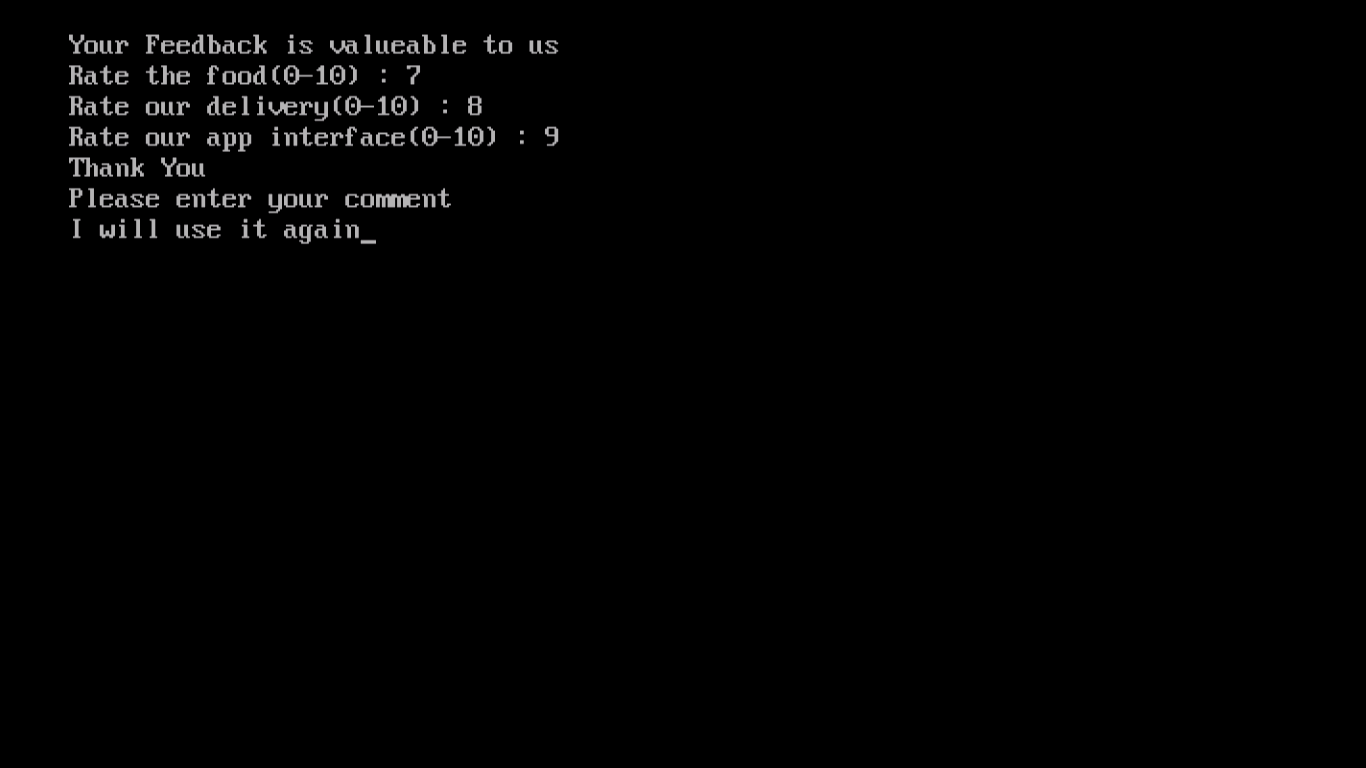 Your Feedback is valueable to us
Rate the food(0-10) : 7
Rate our delivery(0-10) : 8
Rate our app interface(0-10) : 9
Thank You
Please enter your comment
I will use it again_